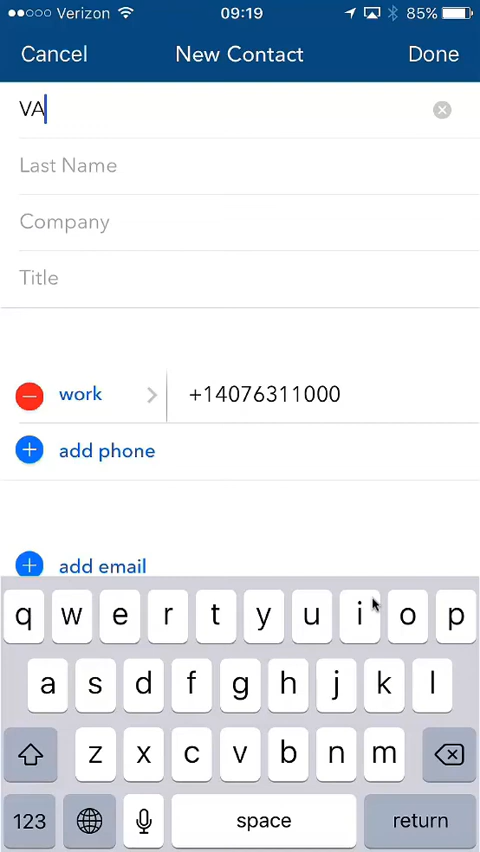 Verizon 09:19 85%
Cancel New Contact Done
VA
Last Name
Company
Title
work +14076311000
add phone
add email
q w e r t y u i o p
a s d f g h j k l
z x c v b n m
123 space return